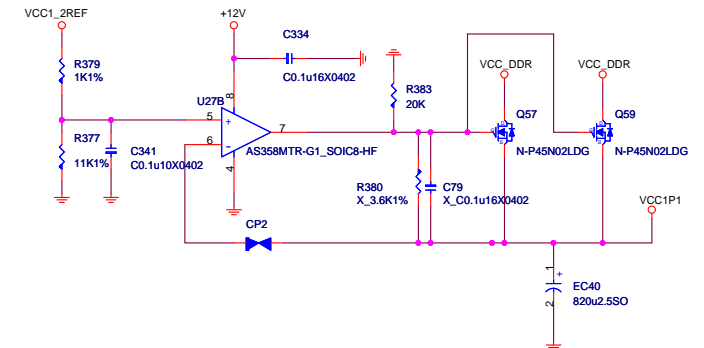 VCC1_2REF
+12V
C334
C0.1u16X0402
R379
1K1%
R383
20K
VCC_DDR
VCC_DDR
U27B
8
5
+
7
6
-
4
AS358MTR-G1_SOIC8-HF
Q57
N-P45N02LDG
Q59
N-P45N02LDG
R377
11K1%
C341
C0.1u10X0402
R380
X_3.6K1%
C79
X_C0.1u16X0402
VCC1P1
CP2
1
+
EC40
820u2.5SO
2